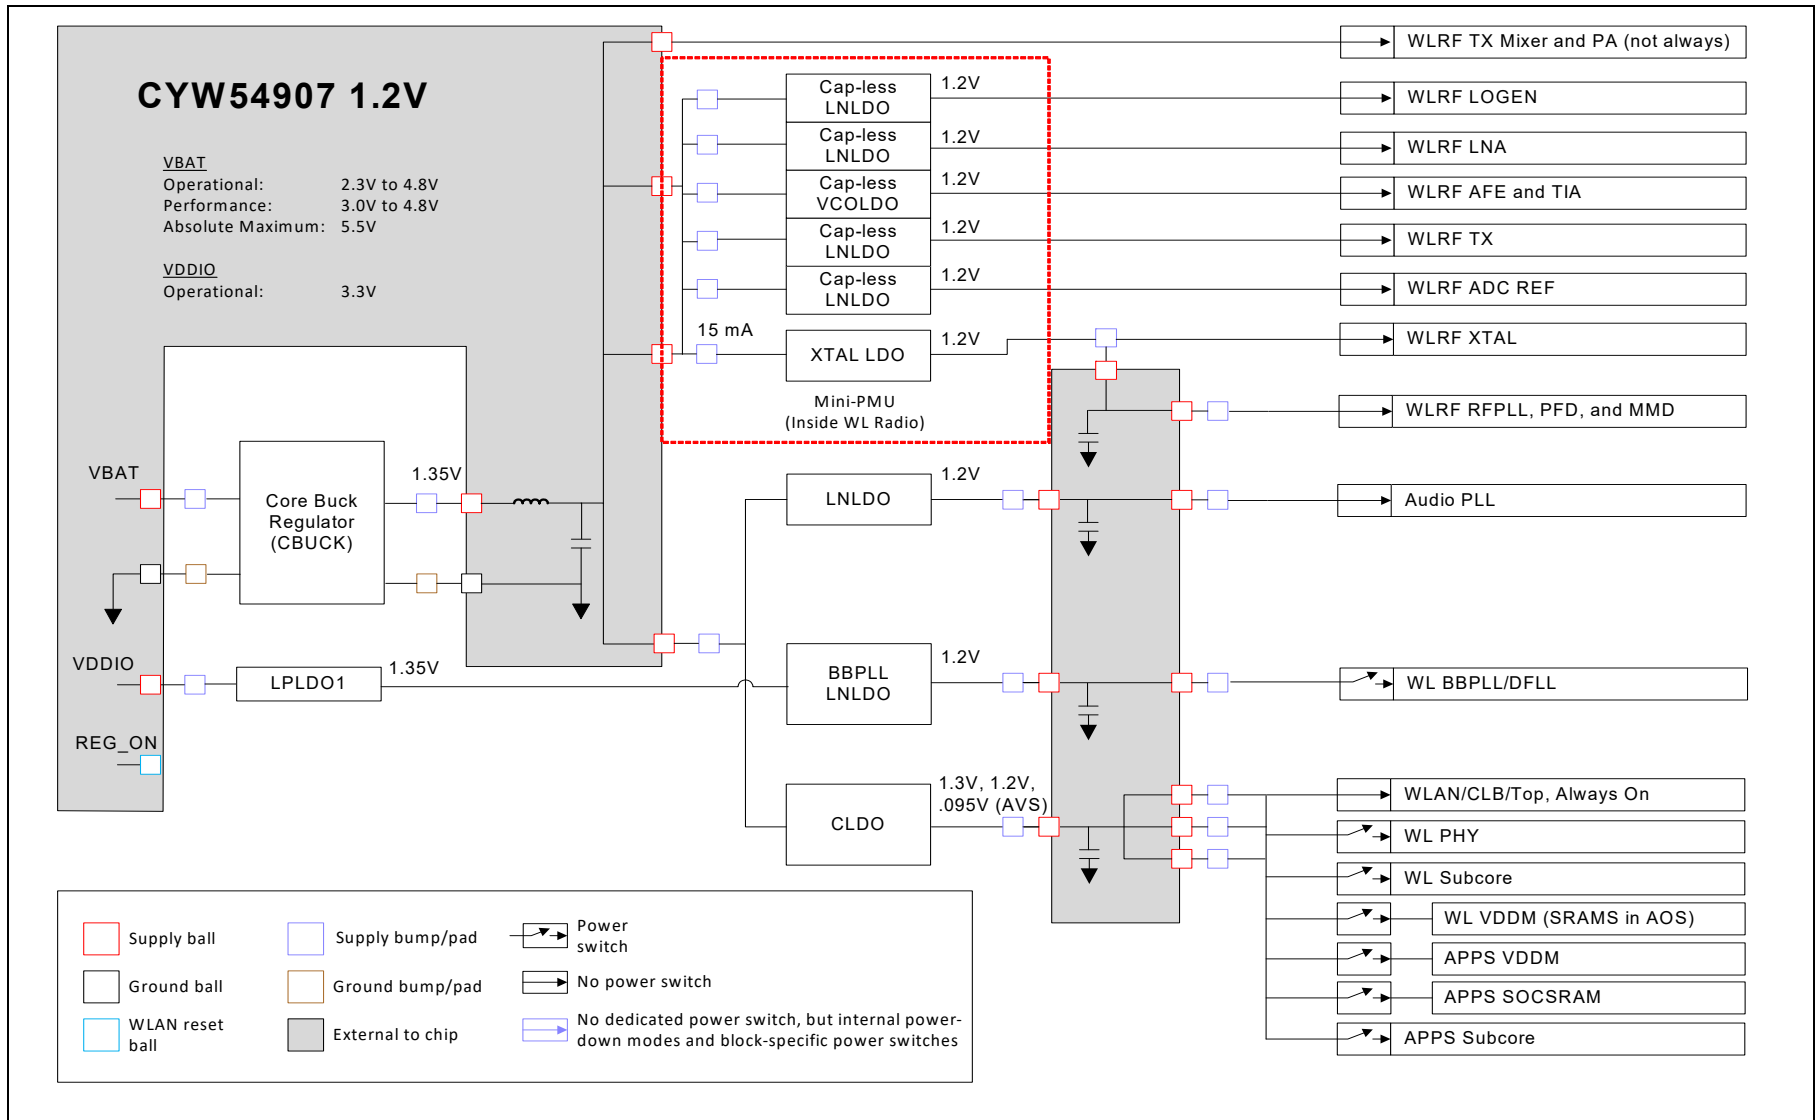 CYW54907 1.2V
VBAT
Operational: 2.3V to 4.8V
Performance: 3.0V to 4.8V
Absolute Maximum: 5.5V
VDDIO
Operational: 3.3V
VBAT
Core Buck
Regulator
(CBUCK)
1.35V
VDDIO
LPLDO1
1.35V
REG_ON
Cap-less
LNLDO
1.2V
Cap-less
LNLDO
1.2V
Cap-less
VCOLDO
1.2V
Cap-less
LNLDO
1.2V
Cap-less
LNLDO
1.2V
15 mA
XTAL LDO
1.2V
Mini-PMU
(Inside WL Radio)
LNLDO
1.2V
BBPLL
LNLDO
1.2V
CLDO
1.3V, 1.2V,
.095V (AVS)
WLRF TX Mixer and PA (not always)
WLRF LOGEN
WLRF LNA
WLRF AFE and TIA
WLRF TX
WLRF ADC REF
WLRF XTAL
WLRF RFPLL, PFD, and MMD
Audio PLL
WL BBPLL/DFLL
WLAN/CLB/Top, Always On
WL PHY
WL Subcore
WL VDDM (SRAMS in AOS)
APPS VDDM
APPS SOCSRAM
APPS Subcore
Supply ball
Ground ball
WLAN reset
ball
Supply bump/pad
Ground bump/pad
External to chip
Power
switch
No power switch
No dedicated power switch, but internal power-
down modes and block-specific power switches